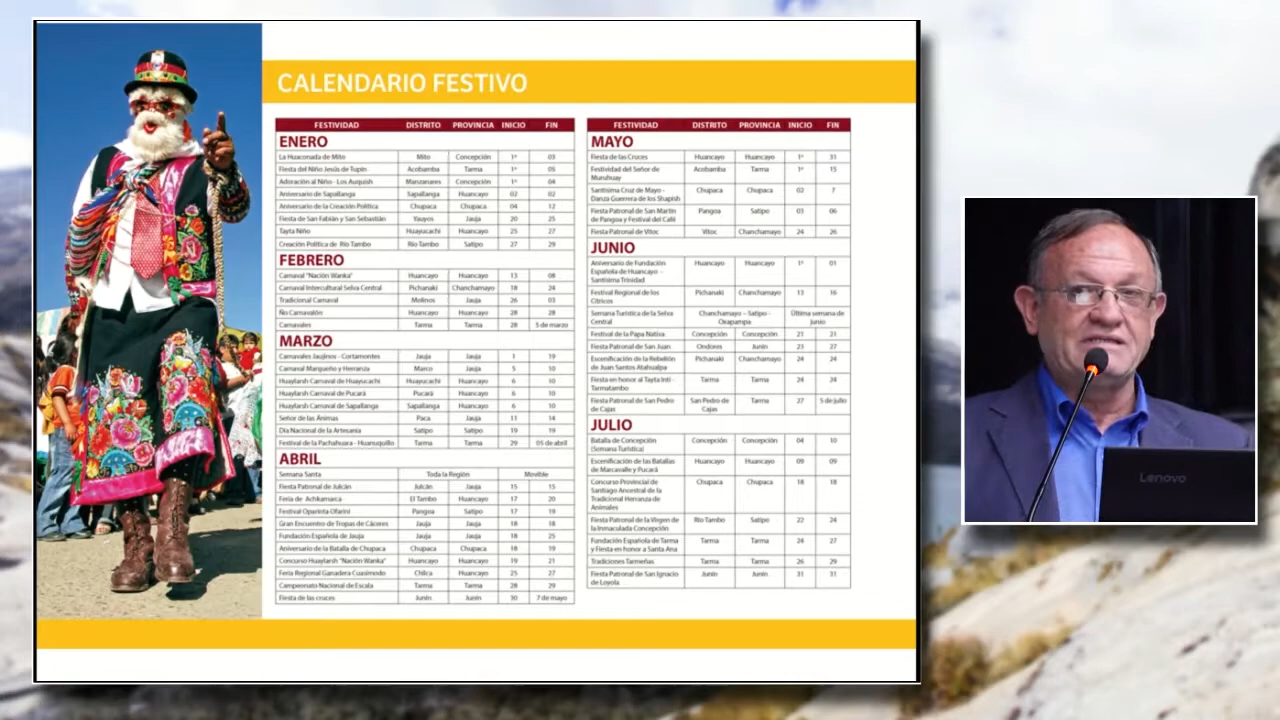 CALENDARIO FESTIVO
FESTIVIDAD DISTRITO PROVINCIA INICIO FIN
ENERO
La Huaconada de Mito Mito Concepción 1º 03
Fiesta del Niño Jesús de Tupín Acobamba Tarma 1º 05
Adoración al Niño - Los Auquish Manzanares Concepción 1º 04
Aniversario de Sapallanga Sapallanga Huancayo 02 02
Aniversario de la Creación Política Chupaca Chupaca 04 12
Fiesta de San Fabián y San Sebastián Yauyos Jauja 20 25
Tayta Niño Huayucachi Huancayo 25 27
Creación Política de Río Tambo Río Tambo Satipo 27 29
FEBRERO
Carnaval "Nación Wanka" Huancayo Huancayo 13 08
Carnaval Intercultural Selva Central Pichanaki Chanchamayo 18 24
Tradicional Carnaval Molinos Jauja 26 03
Ño Carnavalón Huancayo Huancayo 28 28
Carnavales Tarma Tarma 28 5 de marzo
MARZO
Carnavales Jaujinos - Cortamontes Jauja Jauja 1 19
Carnaval Marqueño y Herranza Marco Jauja 5 10
Huaylarsh Carnaval de Huayucachi Huayucachi Huancayo 6 10
Huaylarsh Carnaval de Pucará Pucará Huancayo 6 10
Huaylarsh Carnaval de Sapallanga Sapallanga Huancayo 6 10
Señor de las Ánimas Paca Jauja 11 14
Día Nacional de la Artesanía Satipo Satipo 19 19
Festival de la Pachahuara - Huanuquillo Tarma Tarma 29 05 de abril
ABRIL
Semana Santa Toda la Región Movible
Fiesta Patronal de Julcán Julcán Jauja 15 15
Feria de Achkamarca El Tambo Huancayo 17 20
Festival Oparinta Ofarini Pangoa Satipo 17 19
Gran Encuentro de Tropas de Cáceres Jauja Jauja 18 18
Fundación Española de Jauja Jauja Jauja 18 25
Aniversario de la Batalla de Chupaca Chupaca Chupaca 18 19
Concurso Huaylarsh "Nación Wanka" Huancayo Huancayo 19 21
Feria Regional Ganadera Cuasimodo Chilca Huancayo 25 27
Campeonato Nacional de Escala Tarma Tarma 28 29
Fiesta de las cruces Junín Junín 30 7 de mayo
FESTIVIDAD DISTRITO PROVINCIA INICIO FIN
MAYO
Fiesta de las Cruces Huancayo Huancayo 1º 31
Festividad del Señor de Acobamba Tarma 1º 15
Muruhuay
Santísima Cruz de Mayo - Chupaca Chupaca 02 7
Danza Guerrera de los Shapish
Fiesta Patronal de San Martín Pangoa Satipo 03 06
de Pangoa y Festival del Café
Fiesta Patronal de Vitoc Vitoc Chanchamayo 24 26
JUNIO
Aniversario de Fundación Huancayo Huancayo 1º 01
Española de Huancayo -
Santísima Trinidad
Festival Regional de los Pichanaki Chanchamayo 13 16
Cítricos
Semana Turística de la Selva Chanchamayo – Satipo - Última semana de
Central Oxapampa junio
Festival de la Papa Nativa Concepción Concepción 21 21
Fiesta Patronal de San Juan Ondores Junín 23 27
Escenificación de la Rebelión Pichanaki Chanchamayo 24 24
de Juan Santos Atahualpa
Fiesta en honor al Tayta Inti - Tarma Tarma 24 24
Tarmatambo
Fiesta Patronal de San Pedro San Pedro de Tarma 27 5 de julio
de Cajas Cajas
JULIO
Batalla de Concepción Concepción Concepción 04 10
(Semana Turística)
Escenificación de las Batallas Huancayo Huancayo 09 09
de Marcavalle y Pucará
Concurso Provincial de Chupaca Chupaca 18 18
Santiago Ancestral de la
Tradicional Herranza de
Animales
Fiesta Patronal de la Virgen de Río Tambo Satipo 22 24
la Inmaculada Concepción
Fundación Española de Tarma Tarma Tarma 24 27
y Fiesta en honor a Santa Ana
Tradiciones Tarmeñas Tarma Tarma 26 29
Fiesta Patronal de San Ignacio Junín Junín 31 31
de Loyola
Lenovo